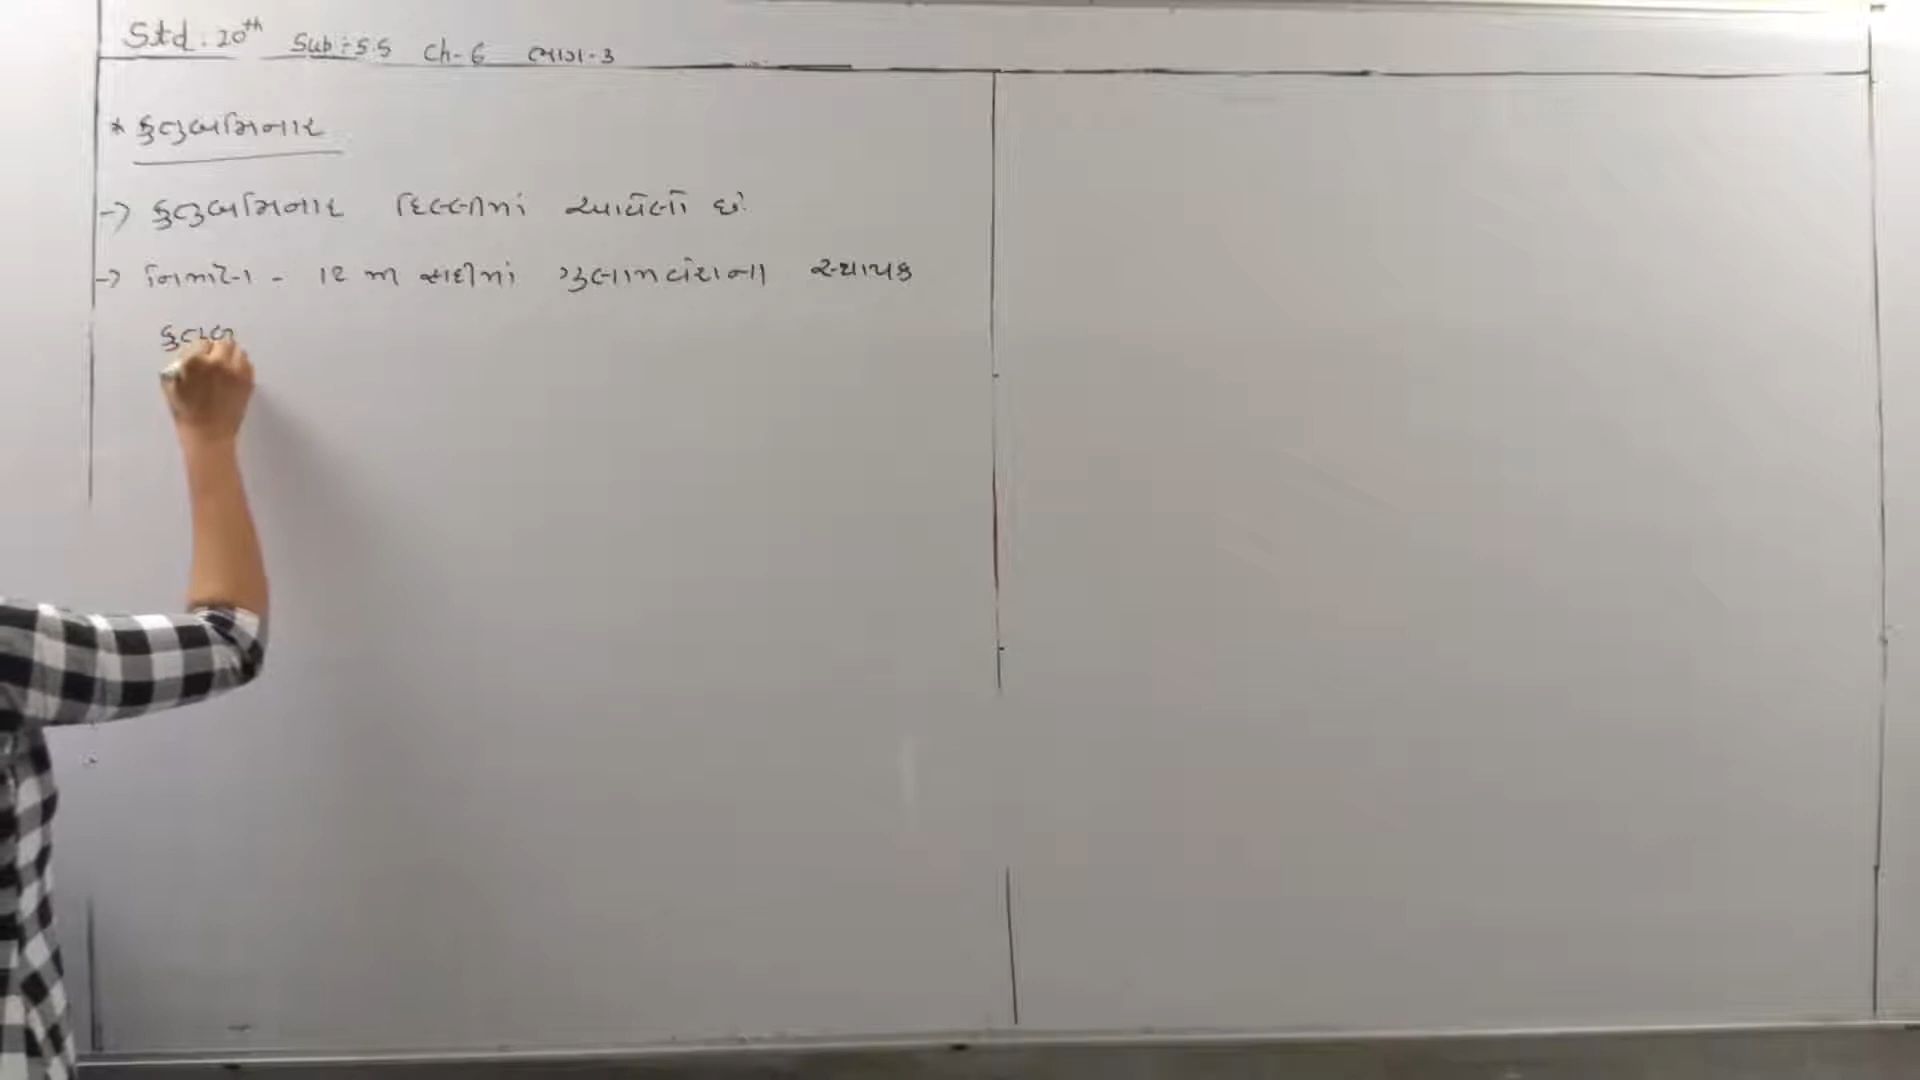 Std : 10th Sub : S.S Ch-6 ભાગ-3
* કુતુબમિનાર
-> કુતુબમિનાર દિલ્લીમાં આવેલો છે.
-> નિર્માણ - 12 મ સદીમાં ગુલામવંશના સ્થાપક